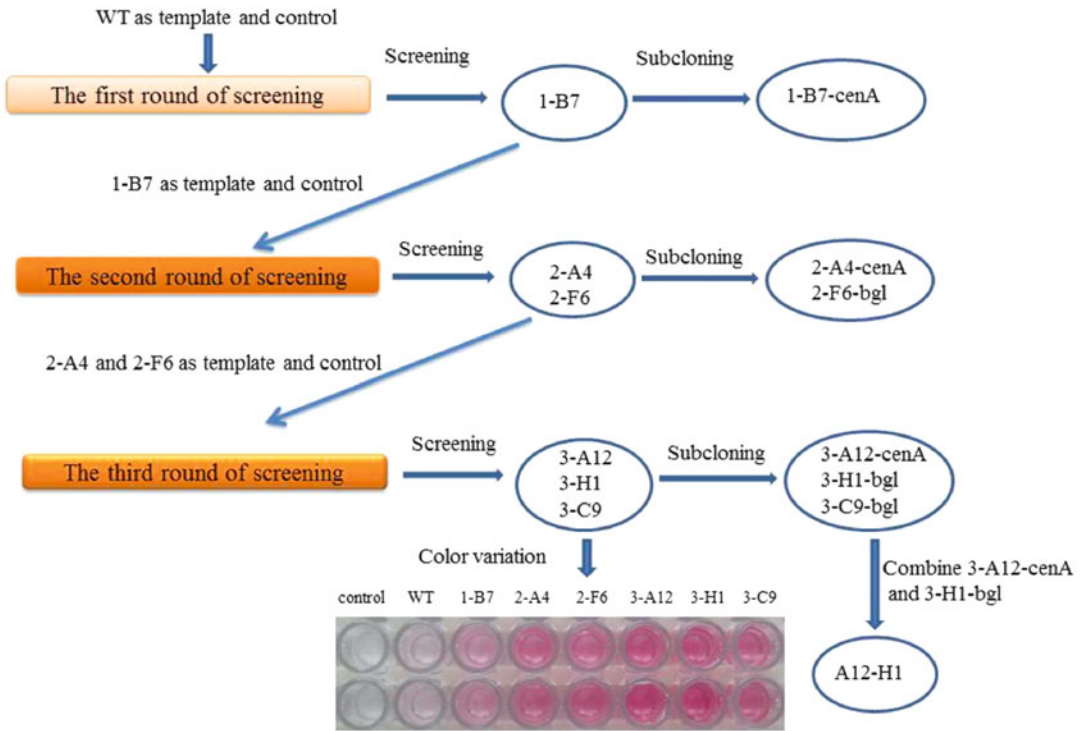 WT as template and control
The first round of screening
Screening
1-B7
Subcloning
1-B7-cenA
1-B7 as template and control
The second round of screening
Screening
2-A4
2-F6
Subcloning
2-A4-cenA
2-F6-bgl
2-A4 and 2-F6 as template and control
The third round of screening
Screening
3-A12
3-H1
3-C9
Subcloning
3-A12-cenA
3-H1-bgl
3-C9-bgl
Color variation
control WT 1-B7 2-A4 2-F6 3-A12 3-H1 3-C9
Combine 3-A12-cenA
and 3-H1-bgl
A12-H1